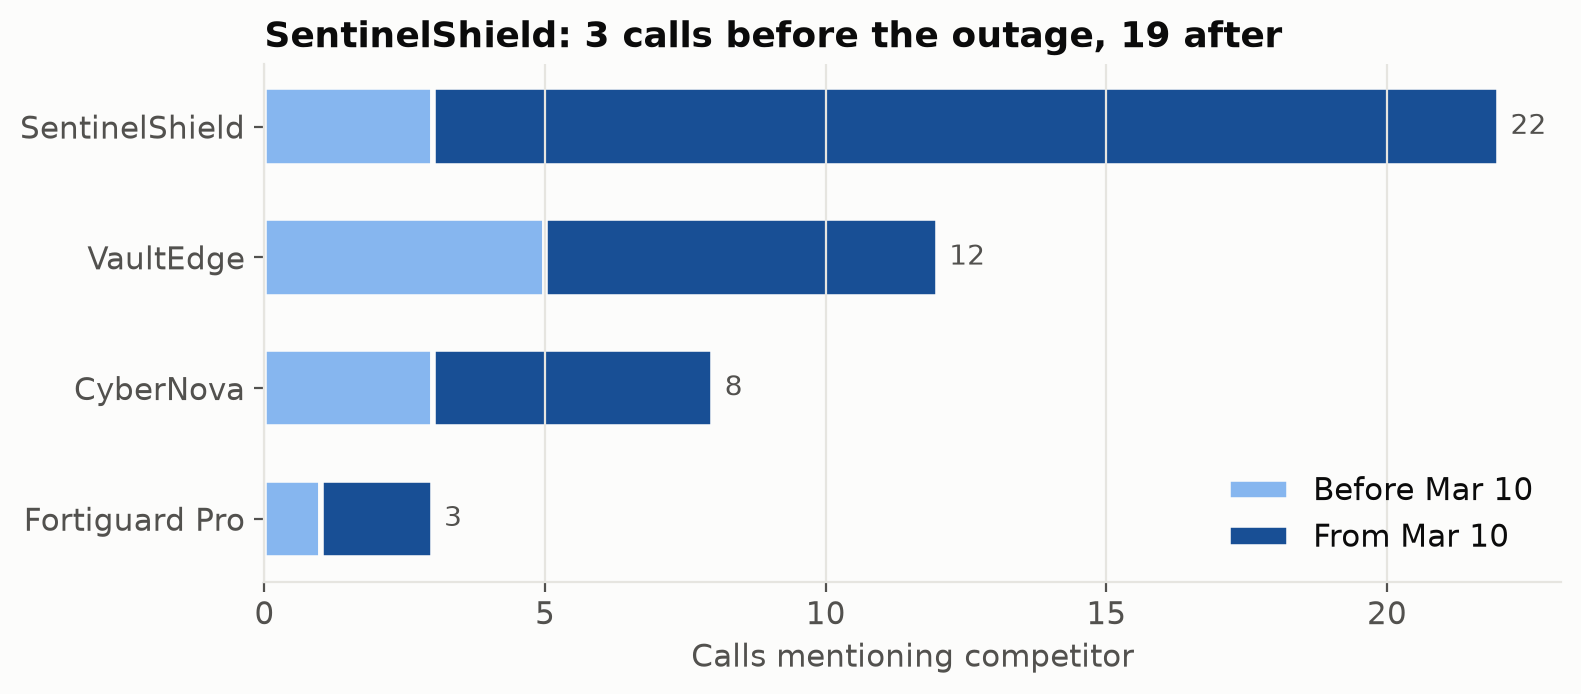 SentinelShield: 3 calls before the outage, 19 after
SentinelShield
22
VaultEdge
12
CyberNova
8
Fortiguard Pro
3
Before Mar 10
From Mar 10
0 5 10 15 20
Calls mentioning competitor